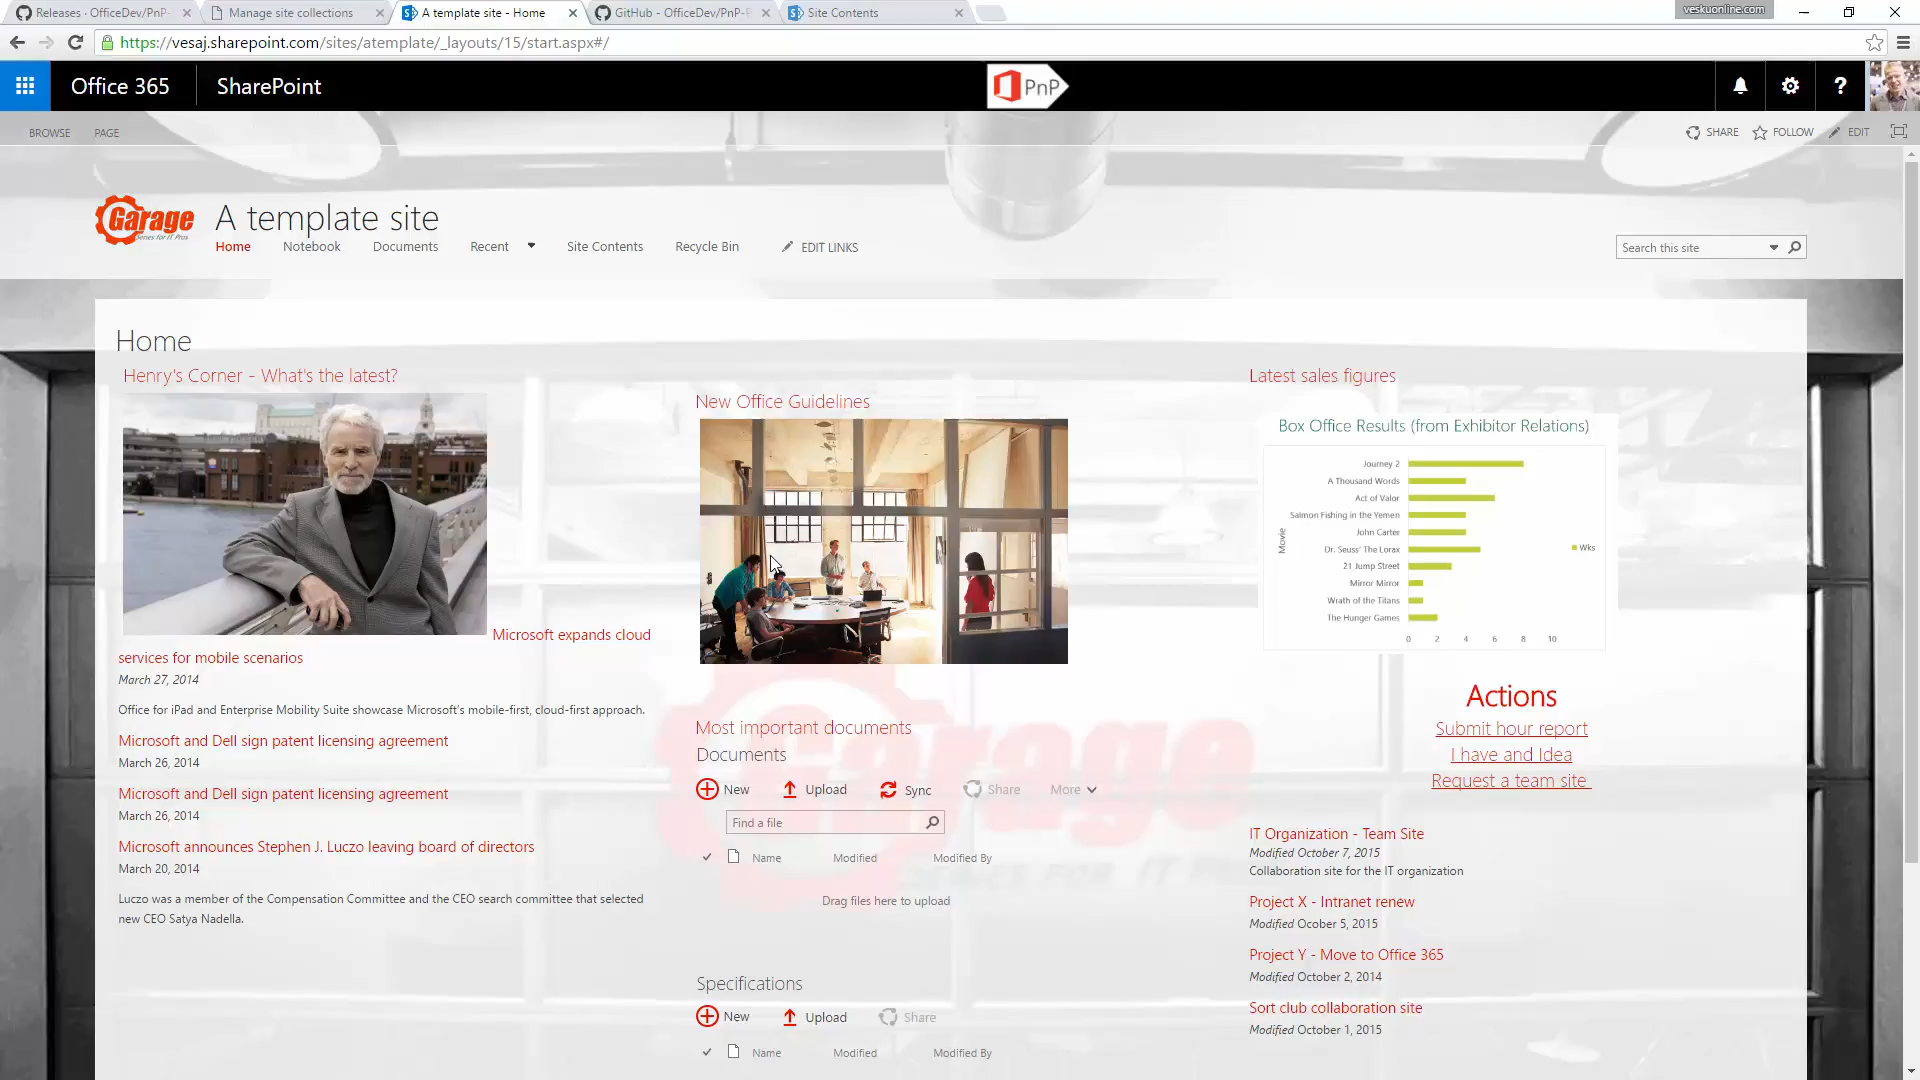 Releases · OfficeDev/PnP-
Manage site collections
A template site - Home
GitHub - OfficeDev/PnP-
Site Contents
veskuonline.com
https://vesaj.sharepoint.com/sites/atemplate/_layouts/15/start.aspx#/
Office 365
SharePoint
PnP
?
BROWSE
PAGE
SHARE
FOLLOW
EDIT
Garage
Series for IT Pros
A template site
Home
Notebook
Documents
Recent
Site Contents
Recycle Bin
EDIT LINKS
Search this site
Home
Henry's Corner - What's the latest?
Microsoft expands cloud
services for mobile scenarios
March 27, 2014
Office for iPad and Enterprise Mobility Suite showcase Microsoft's mobile-first, cloud-first approach.
Microsoft and Dell sign patent licensing agreement
March 26, 2014
Microsoft and Dell sign patent licensing agreement
March 26, 2014
Microsoft announces Stephen J. Luczo leaving board of directors
March 20, 2014
Luczo was a member of the Compensation Committee and the CEO search committee that selected
new CEO Satya Nadella.
New Office Guidelines
Most important documents
Documents
New
Upload
Sync
Share
More
Find a file
Name
Modified
Modified By
Drag files here to upload
Garage
SERIES FOR IT PROS
Specifications
New
Upload
Share
Name
Modified
Modified By
Latest sales figures
Box Office Results (from Exhibitor Relations)
Movie
Journey 2
A Thousand Words
Act of Valor
Salmon Fishing in the Yemen
John Carter
Dr. Seuss' The Lorax
21 Jump Street
Mirror Mirror
Wrath of the Titans
The Hunger Games
0 2 4 6 8 10
Wks
Actions
Submit hour report
I have and Idea
Request a team site
IT Organization - Team Site
Modified October 7, 2015
Collaboration site for the IT organization
Project X - Intranet renew
Modified Ocober 5, 2015
Project Y - Move to Office 365
Modified October 2, 2014
Sort club collaboration site
Modified October 1, 2015